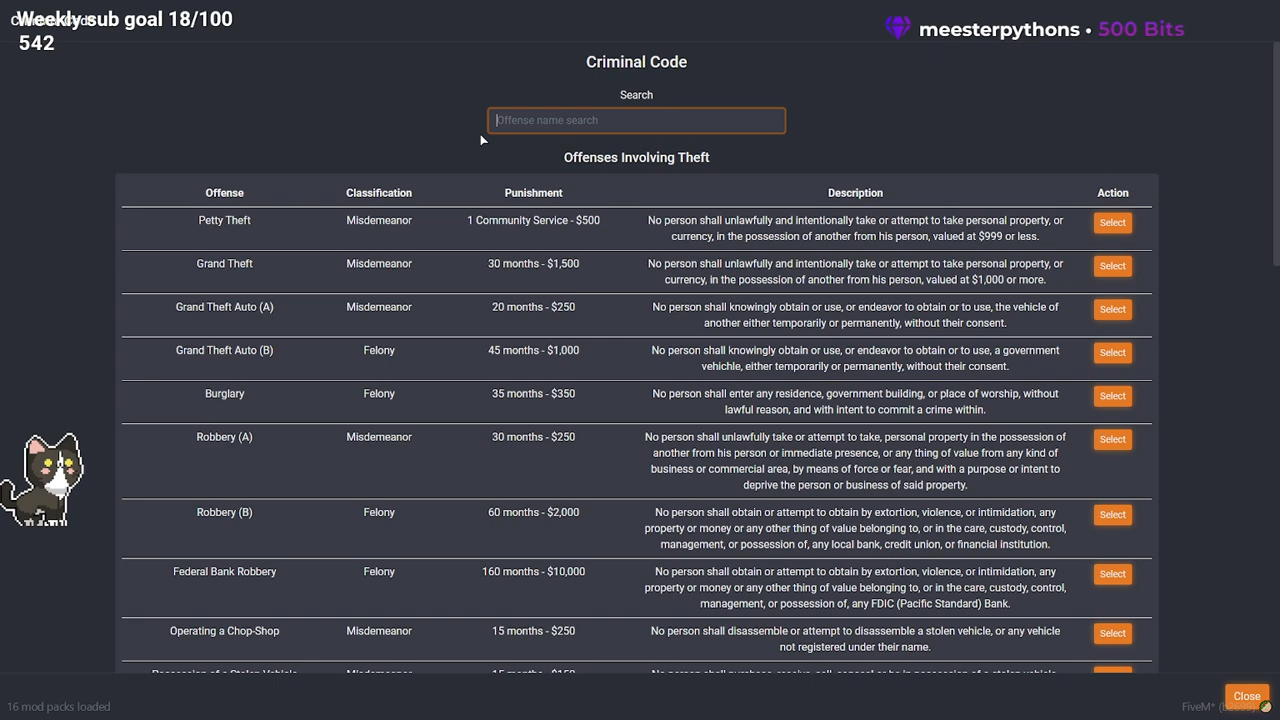 Weekly sub goal 18/100
542
meesterpythons • 500 Bits
Criminal Code
Search
Offense name search
Offenses Involving Theft
Offense Classification Punishment Description Action
Petty Theft Misdemeanor 1 Community Service - $500 No person shall unlawfully and intentionally take or attempt to take personal property, or Select
currency, in the possession of another from his person, valued at $999 or less.
Grand Theft Misdemeanor 30 months - $1,500 No person shall unlawfully and intentionally take or attempt to take personal property, or Select
currency, in the possession of another from his person, valued at $1,000 or more.
Grand Theft Auto (A) Misdemeanor 20 months - $250 No person shall knowingly obtain or use, or endeavor to obtain or to use, the vehicle of Select
another either temporarily or permanently, without their consent.
Grand Theft Auto (B) Felony 45 months - $1,000 No person shall knowingly obtain or use, or endeavor to obtain or to use, a government Select
vehichle, either temporarily or permanently, without their consent.
Burglary Felony 35 months - $350 No person shall enter any residence, government building, or place of worship, without Select
lawful reason, and with intent to commit a crime within.
Robbery (A) Misdemeanor 30 months - $250 No person shall unlawfully take or attempt to take, personal property in the possession of Select
another from his person or immediate presence, or any thing of value from any kind of
business or commercial area, by means of force or fear, and with a purpose or intent to
deprive the person or business of said property.
Robbery (B) Felony 60 months - $2,000 No person shall obtain or attempt to obtain by extortion, violence, or intimidation, any Select
property or money or any other thing of value belonging to, or in the care, custody, control,
management, or possession of, any local bank, credit union, or financial institution.
Federal Bank Robbery Felony 160 months - $10,000 No person shall obtain or attempt to obtain by extortion, violence, or intimidation, any Select
property or money or any other thing of value belonging to, or in the care, custody, control,
management, or possession of, any FDIC (Pacific Standard) Bank.
Operating a Chop-Shop Misdemeanor 15 months - $250 No person shall disassemble or attempt to disassemble a stolen vehicle, or any vehicle Select
not registered under their name.
Possession of a Stolen Vehicle Misdemeanor 15 months - $150
Close
16 mod packs loaded FiveM*